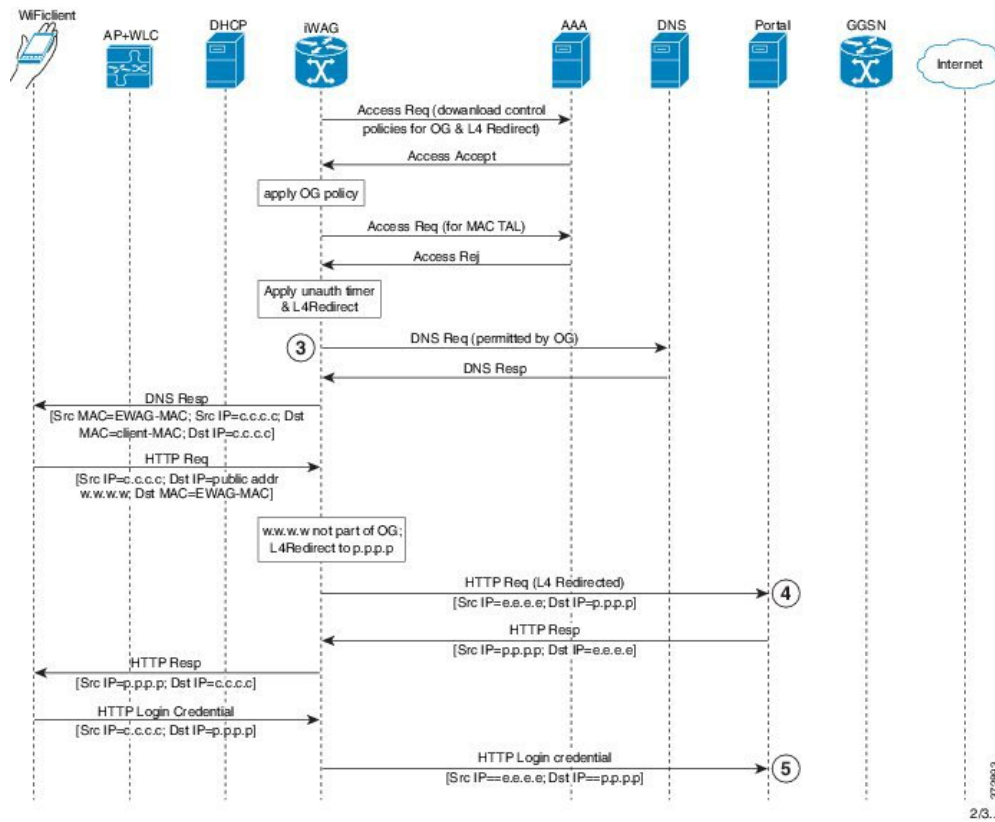 WiFiclient
AP+WLC
DHCP
iWAG
AAA
DNS
Portal
GGSN
Internet
Access Req (dowanload control
policies for OG & L4 Redirect)
Access Accept
apply OG policy
Access Req (for MAC TAL)
Access Rej
Apply unauth timer
& L4Redirect
3
DNS Req (permitted by OG)
DNS Resp
DNS Resp
[Src MAC=EWAG-MAC; Src IP=c.c.c.c; Dst
MAC=client-MAC; Dst IP=c.c.c.c]
HTTP Req
[Src IP=c.c.c.c; Dst IP=public addr
w.w.w.w; Dst MAC=EWAG-MAC]
w.w.w.w not part of OG;
L4Redirect to p.p.p.p
HTTP Req (L4 Redirected)
4
[Src IP=e.e.e.e; Dst IP=p.p.p.p]
HTTP Resp
[Src IP=p.p.p.p; Dst IP=e.e.e.e]
HTTP Resp
[Src IP=p.p.p.p; Dst IP=c.c.c.c]
HTTP Login Credential
[Src IP=c.c.c.c; Dst IP=p.p.p.p]
HTTP Login credential
5
[Src IP==e.e.e.e; Dst IP==p.p.p.p]
2/3..